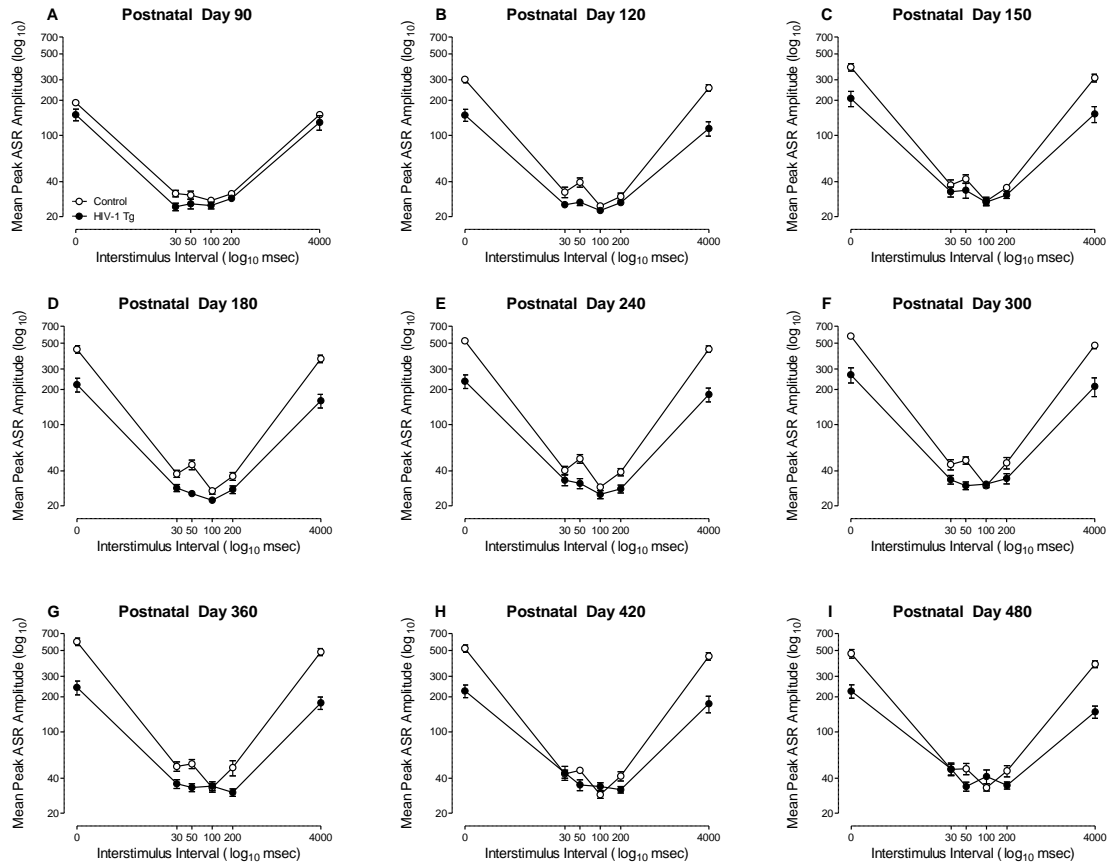 A Postnatal Day 90
Mean Peak ASR Amplitude (log10)
700
500
300
200
100
40
20
Control
HIV-1 Tg
0 30 50 100 200 4000
Interstimulus Interval ( log10 msec)
B Postnatal Day 120
Mean Peak ASR Amplitude (log10)
700
500
300
200
100
40
20
0 30 50 100 200 4000
Interstimulus Interval ( log10 msec)
C Postnatal Day 150
Mean Peak ASR Amplitude (log10)
700
500
300
200
100
40
20
0 30 50 100 200 4000
Interstimulus Interval ( log10 msec)
D Postnatal Day 180
Mean Peak ASR Amplitude (log10)
700
500
300
200
100
40
20
0 30 50 100 200 4000
Interstimulus Interval ( log10 msec)
E Postnatal Day 240
Mean Peak ASR Amplitude (log10)
700
500
300
200
100
40
20
0 30 50 100 200 4000
Interstimulus Interval ( log10 msec)
F Postnatal Day 300
Mean Peak ASR Amplitude (log10)
700
500
300
200
100
40
20
0 30 50 100 200 4000
Interstimulus Interval ( log10 msec)
G Postnatal Day 360
Mean Peak ASR Amplitude (log10)
700
500
300
200
100
40
20
0 30 50 100 200 4000
Interstimulus Interval ( log10 msec)
H Postnatal Day 420
Mean Peak ASR Amplitude (log10)
700
500
300
200
100
40
20
0 30 50 100 200 4000
Interstimulus Interval ( log10 msec)
I Postnatal Day 480
Mean Peak ASR Amplitude (log10)
700
500
300
200
100
40
20
0 30 50 100 200 4000
Interstimulus Interval ( log10 msec)